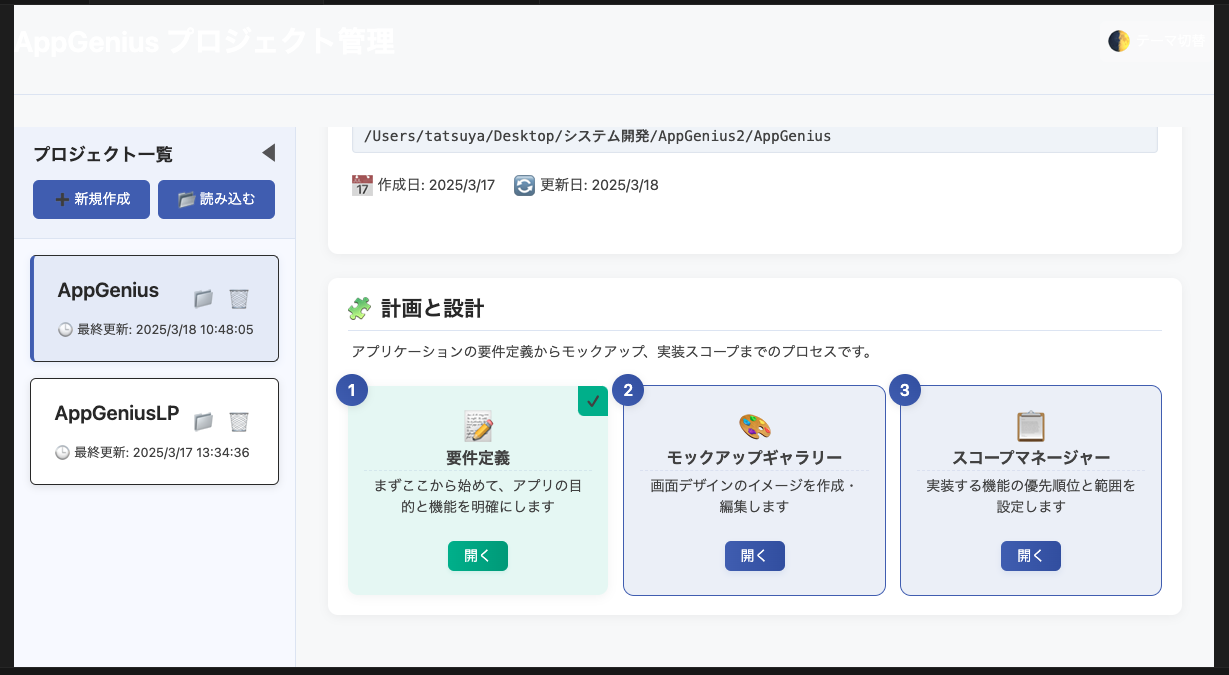 AppGenius プロジェクト管理
テーマ切替
プロジェクト一覧
新規作成
読み込む
AppGenius
最終更新: 2025/3/18 10:48:05
AppGeniusLP
最終更新: 2025/3/17 13:34:36
/Users/tatsuya/Desktop/システム開発/AppGenius2/AppGenius
17 作成日: 2025/3/17 更新日: 2025/3/18
計画と設計
アプリケーションの要件定義からモックアップ、実装スコープまでのプロセスです。
1
要件定義
まずここから始めて、アプリの目
的と機能を明確にします
開く
2
モックアップギャラリー
画面デザインのイメージを作成・
編集します
開く
3
スコープマネージャー
実装する機能の優先順位と範囲を
設定します
開く